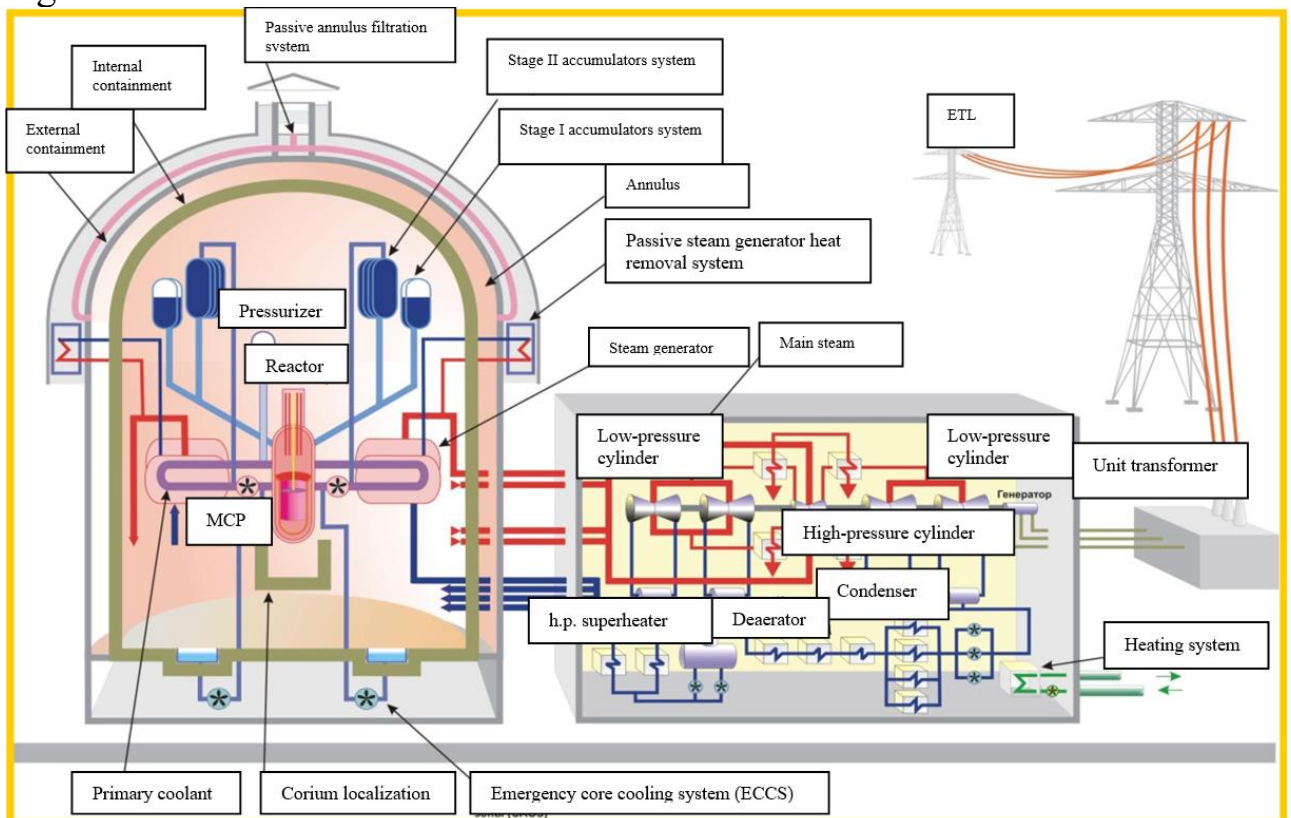 Passive annulus filtration
system
Internal
containment
External
containment
Stage II accumulators system
Stage I accumulators system
ETL
Annulus
Passive steam generator heat
removal system
Pressurizer
Reactor
Steam generator
Main steam
Low-pressure
cylinder
Low-pressure
cylinder
Unit transformer
Генератор
MCP
High-pressure cylinder
Condenser
h.p. superheater
Deaerator
Heating system
Primary coolant
Corium localization
Emergency core cooling system (ECCS)